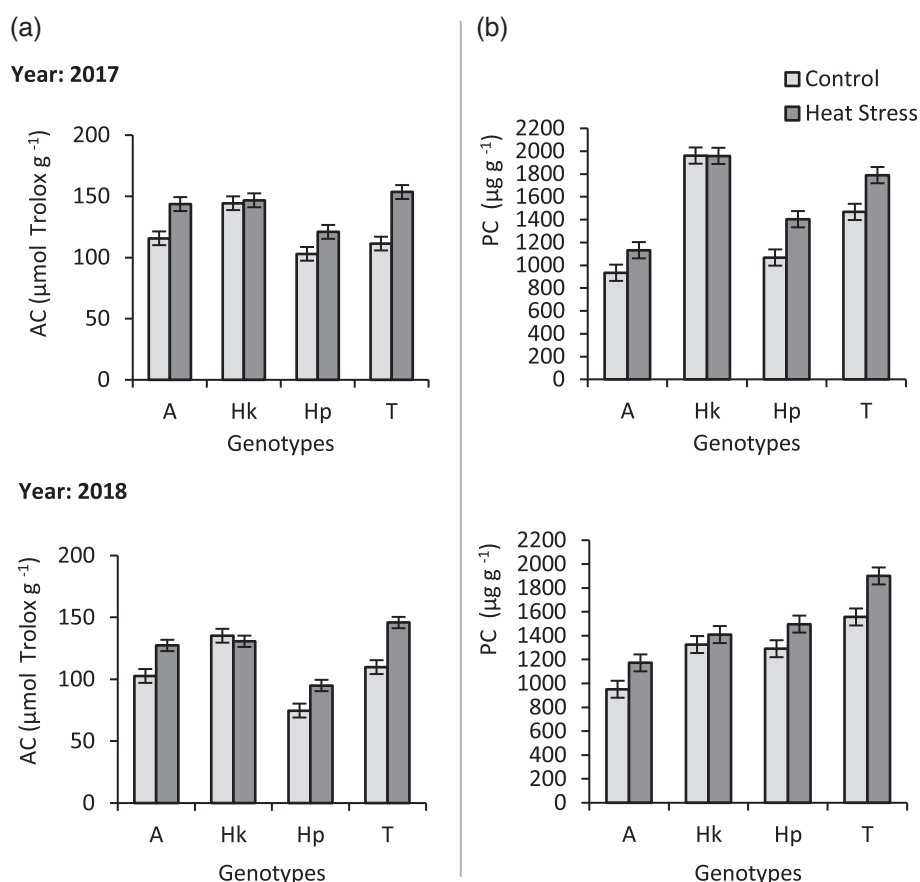 (a)
Year: 2017
AC (µmol Trolox g -1)
200
150
100
50
0
A Hk Hp T
Genotypes
(b)
Control
Heat Stress
PC (µg g -1)
2200
2000
1800
1600
1400
1200
1000
800
600
400
200
0
A Hk Hp T
Genotypes
Year: 2018
AC (µmol Trolox g -1)
200
150
100
50
0
A Hk Hp T
Genotypes
PC (µg g -1)
2200
2000
1800
1600
1400
1200
1000
800
600
400
200
0
A Hk Hp T
Genotypes